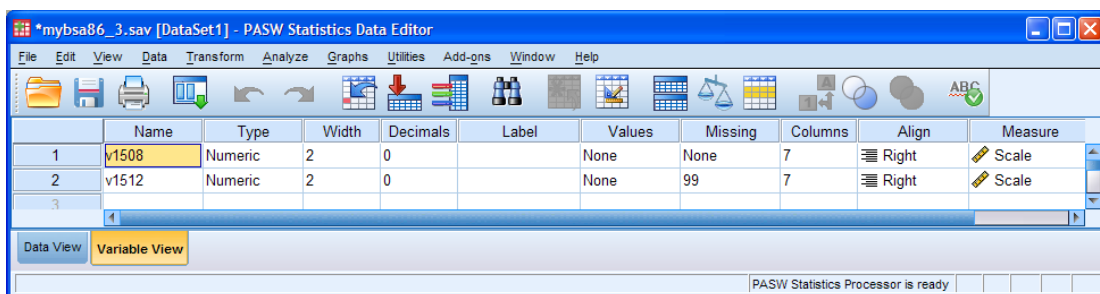 *mybsa86_3.sav [DataSet1] - PASW Statistics Data Editor
File Edit View Data Transform Analyze Graphs Utilities Add-ons Window Help
A 1 4 ABC
Name Type Width Decimals Label Values Missing Columns Align Measure
1 v1508 Numeric 2 0 None None 7 Right Scale
2 v1512 Numeric 2 0 None 99 7 Right Scale
3
Data View Variable View
PASW Statistics Processor is ready